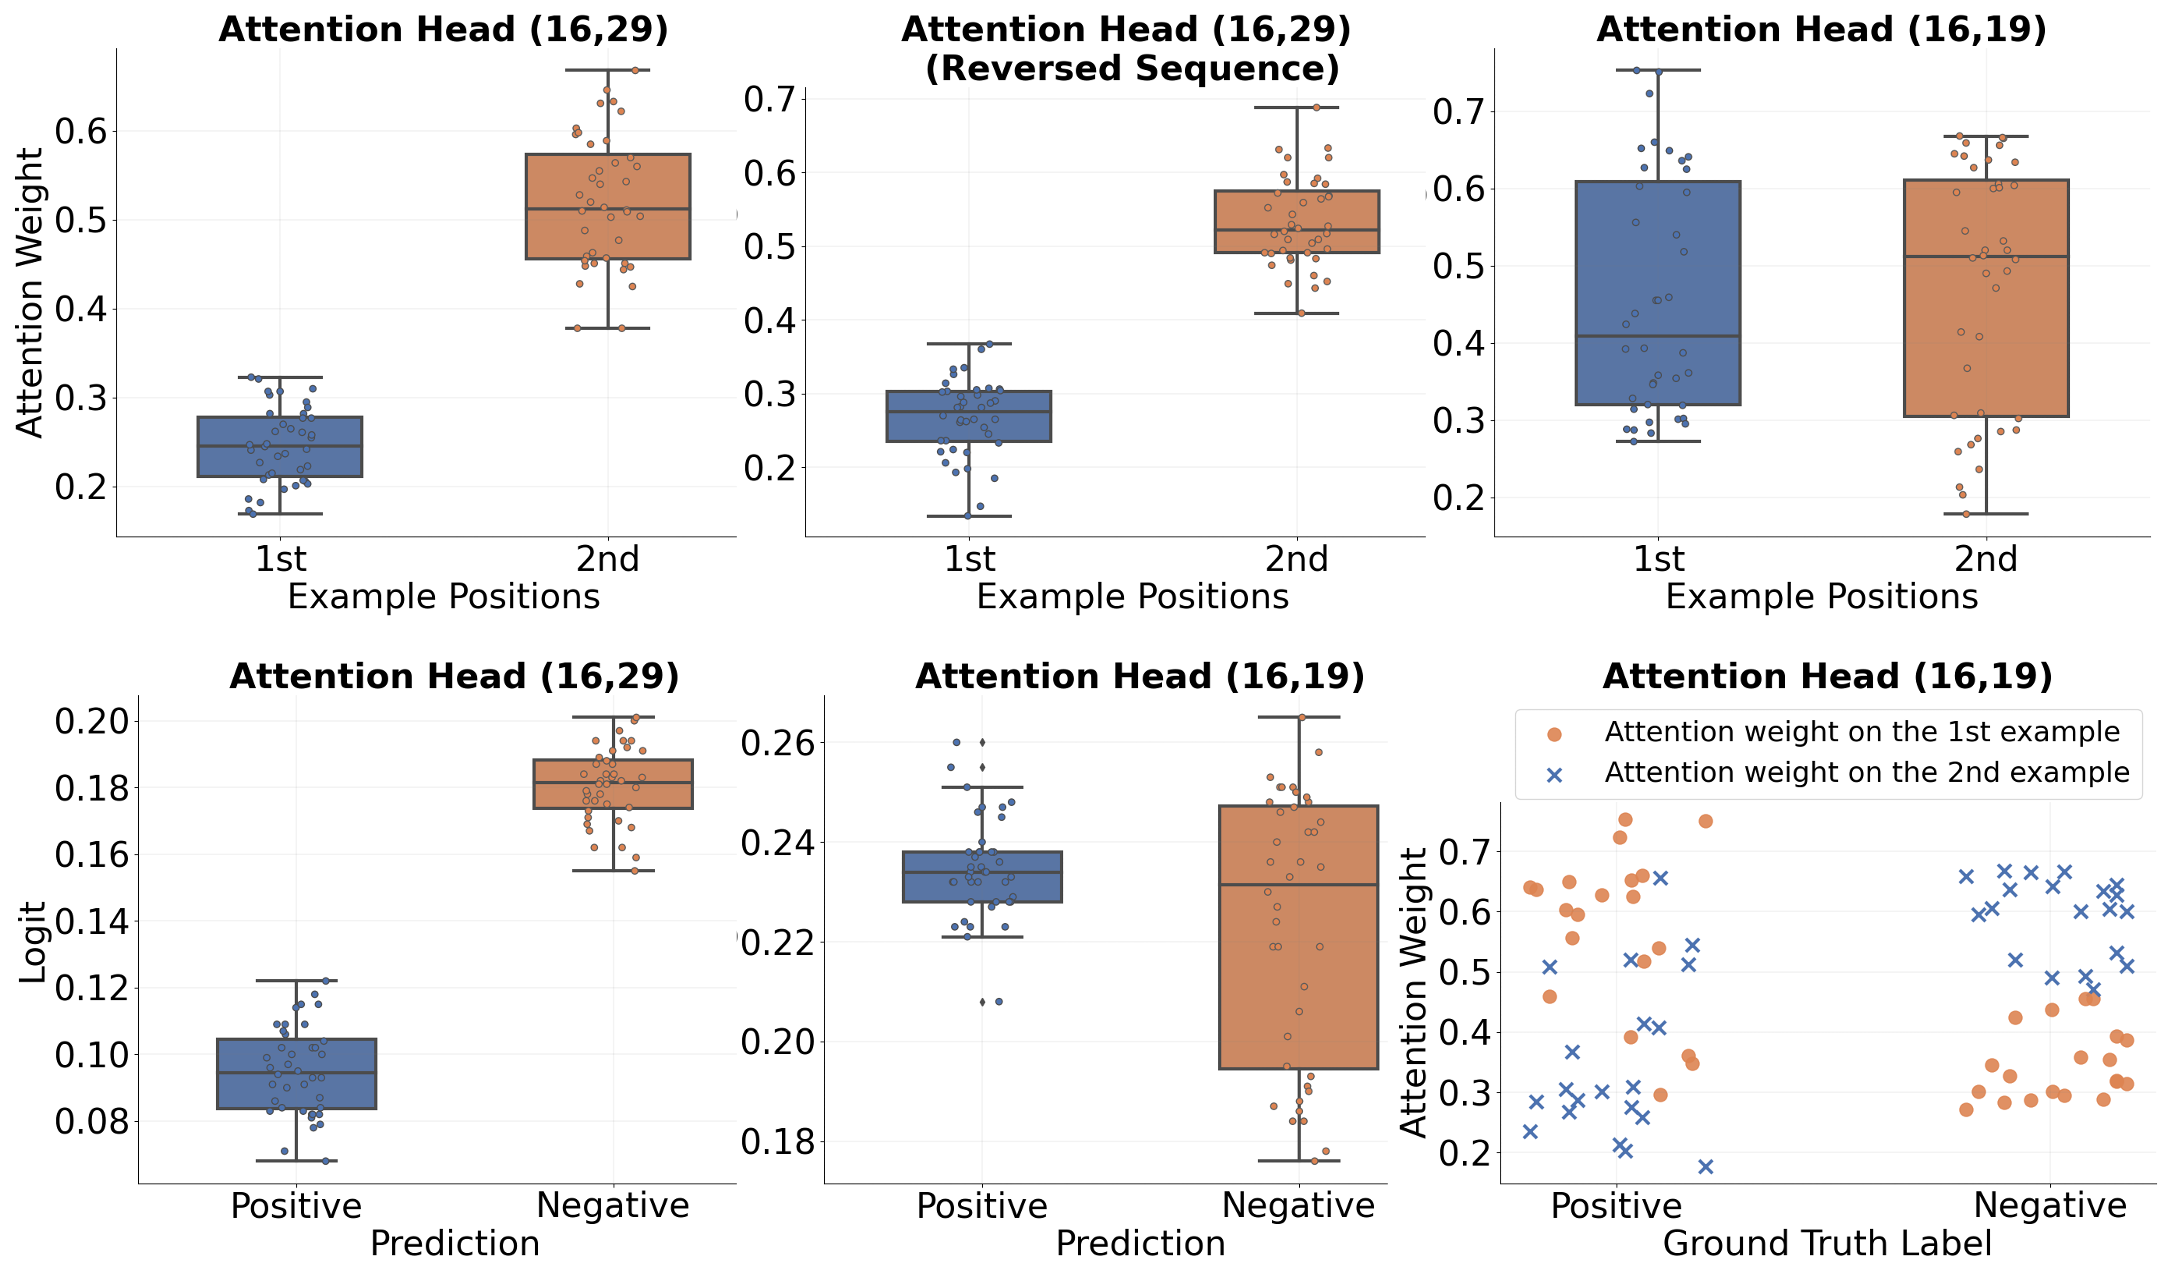 Attention Head (16,29)
Attention Weight
0.6
0.5
0.4
0.3
0.2
1st
2nd
Example Positions
Attention Head (16,29)
(Reversed Sequence)
0.7
0.6
0.5
0.4
0.3
0.2
1st
2nd
Example Positions
Attention Head (16,19)
0.7
0.6
0.5
0.4
0.3
0.2
1st
2nd
Example Positions
Attention Head (16,29)
Logit
0.20
0.18
0.16
0.14
0.12
0.10
0.08
Positive
Negative
Prediction
Attention Head (16,19)
0.26
0.24
0.22
0.20
0.18
Positive
Negative
Prediction
Attention Head (16,19)
Attention weight on the 1st example
Attention weight on the 2nd example
Attention Weight
0.7
0.6
0.5
0.4
0.3
0.2
Positive
Negative
Ground Truth Label